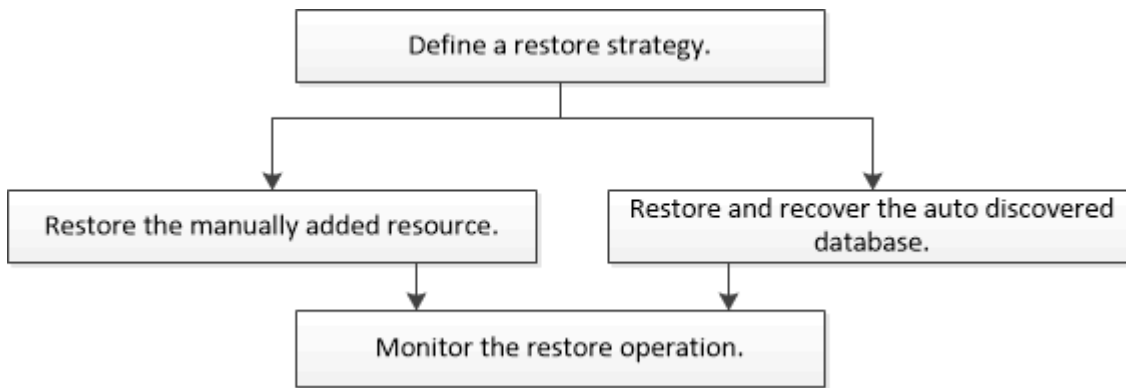 Define a restore strategy.
Restore the manually added resource.
Restore and recover the auto discovered
database.
Monitor the restore operation.